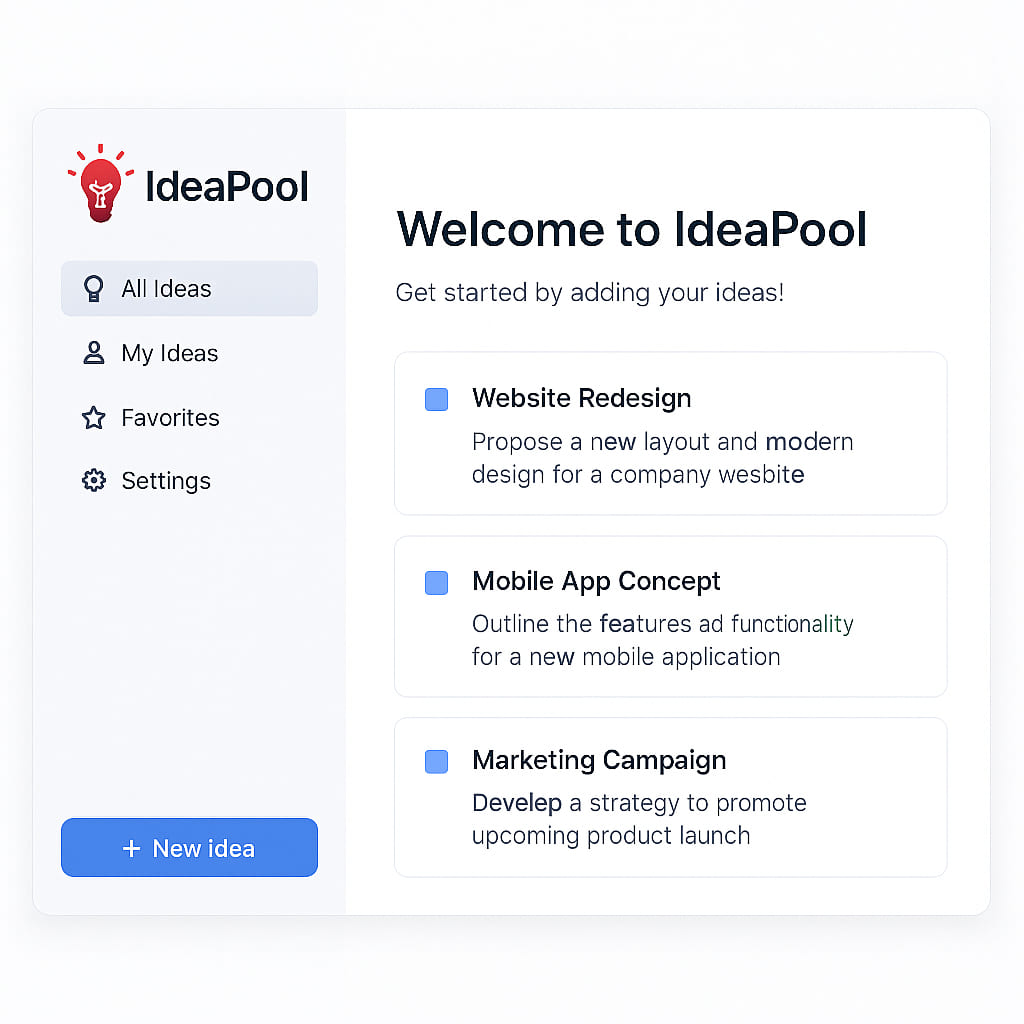 IdeaPool
All Ideas
My Ideas
Favorites
Settings
+ New idea
Welcome to IdeaPool
Get started by adding your ideas!
Website Redesign
Propose a new layout and modern
design for a company wesbite
Mobile App Concept
Outline the features ad functionality
for a new mobile application
Marketing Campaign
Develep a strategy to promote
upcoming product launch